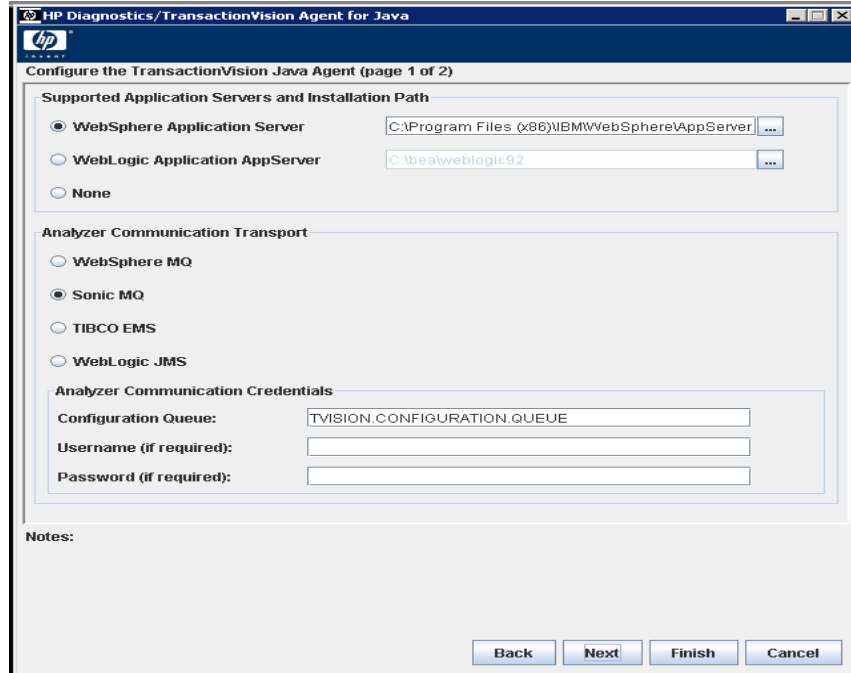 HP Diagnostics/TransactionVision Agent for Java
hp
invent
Configure the TransactionVision Java Agent (page 1 of 2)
Supported Application Servers and Installation Path
WebSphere Application Server C:\Program Files (x86)\IBM\WebSphere\AppServer ...
WebLogic Application AppServer C:\bea\weblogic92 ...
None
Analyzer Communication Transport
WebSphere MQ
Sonic MQ
TIBCO EMS
WebLogic JMS
Analyzer Communication Credentials
Configuration Queue: TVISION.CONFIGURATION.QUEUE
Username (if required):
Password (if required):
Notes:
Back Next Finish Cancel